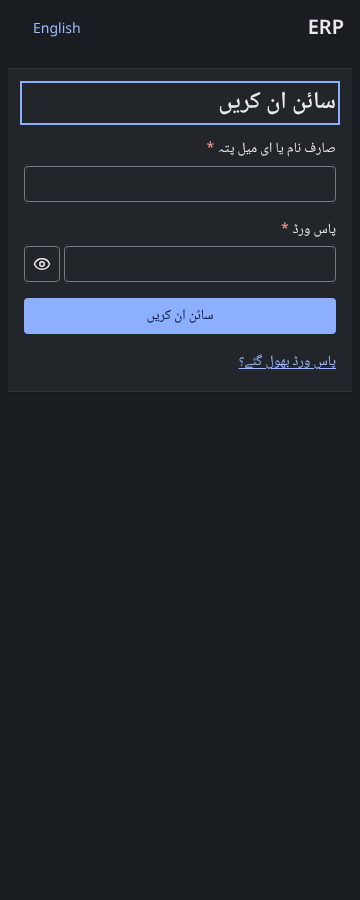 ERP
English
سائن ان کریں
صارف نام یا ای میل پتہ *
پاس ورڈ *
سائن ان کریں
پاس ورڈ بھول گئے؟